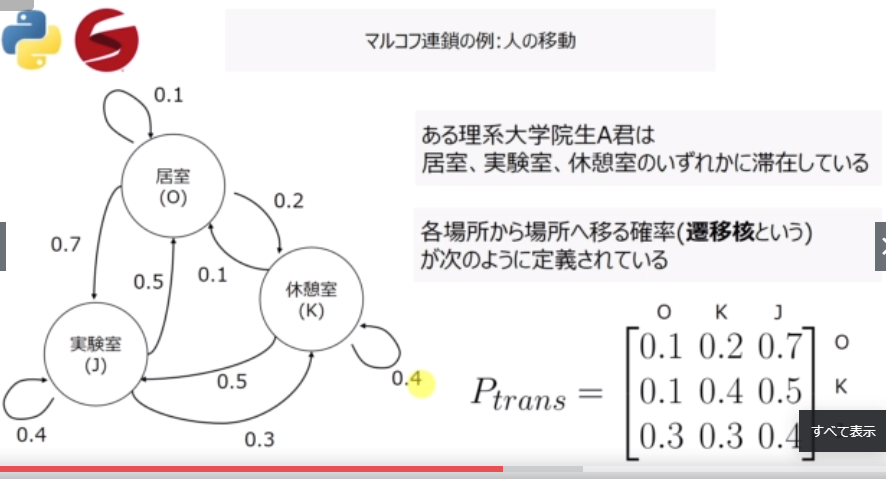 マルコフ連鎖の例：人の移動
0.1
ある理系大学院生A君は
居室、実験室、休憩室のいずれかに滞在している
居室
(O)
0.2
各場所から場所へ移る確率(遷移核という)
が次のように定義されている
0.7
0.5
0.1
休憩室
(K)
実験室
(J)
0.5
0.4
0.4
0.3
O K J
P_trans =
0.1 0.2 0.7 O
0.1 0.4 0.5 K
0.3 0.3 0.4
すべて表示